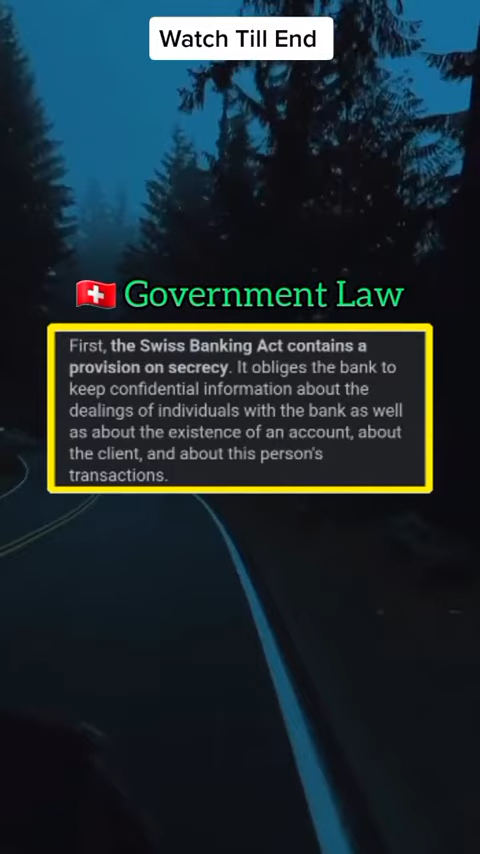 Watch Till End
🇨🇭 Government Law
First, the Swiss Banking Act contains a
provision on secrecy. It obliges the bank to
keep confidential information about the
dealings of individuals with the bank as well
as about the existence of an account, about
the client, and about this person's
transactions.